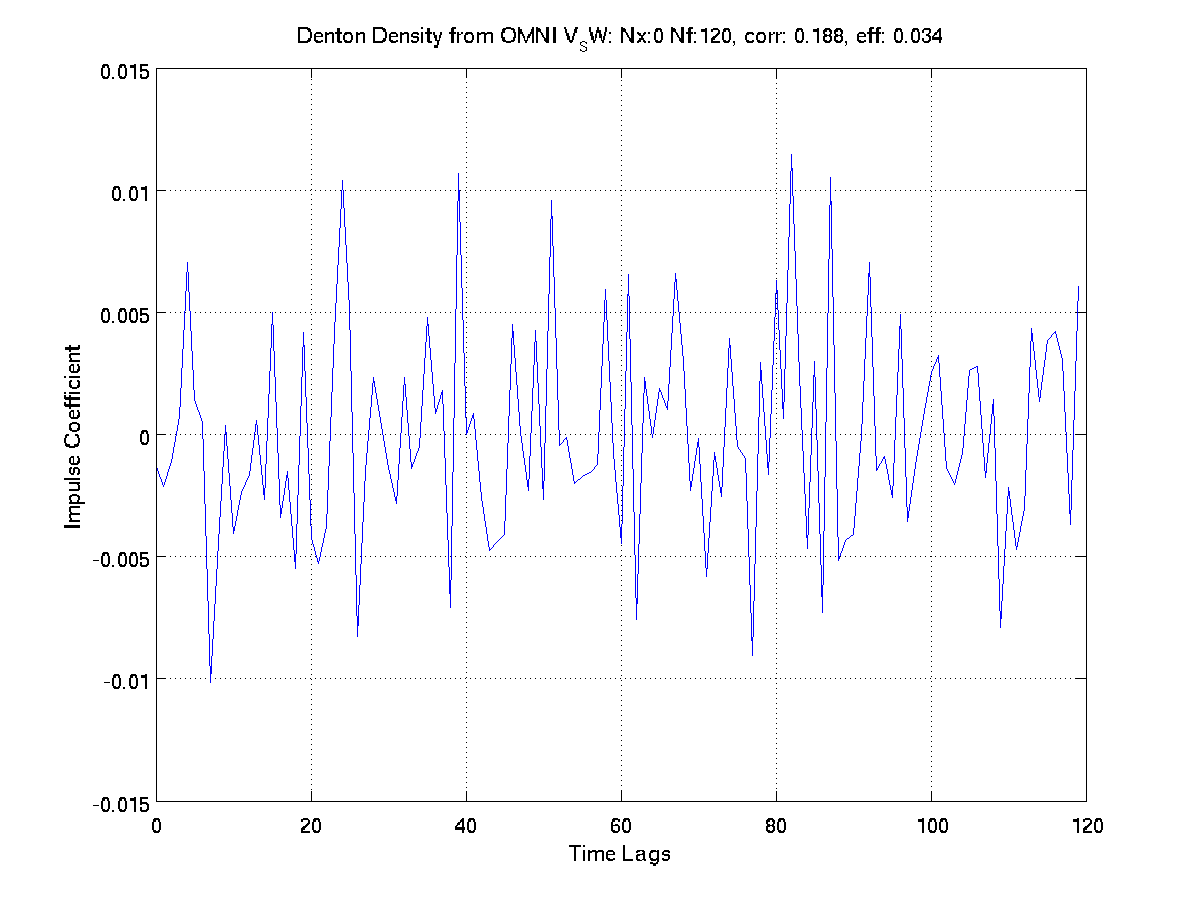 Denton Density from OMNI V_SW: Nx:0 Nf:120, corr: 0.188, eff: 0.034
0.015
0.01
0.005
0
-0.005
-0.01
-0.015
Impulse Coefficient
0 20 40 60 80 100 120
Time Lags